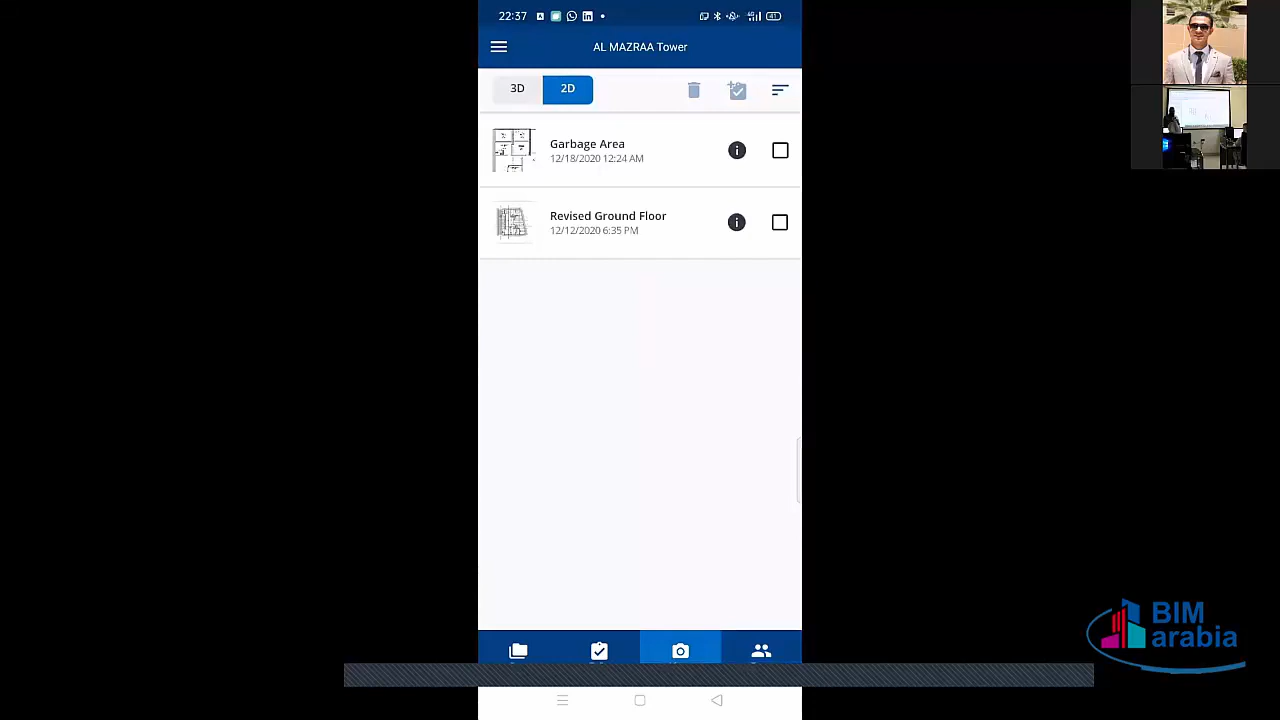 22:37
41
AL MAZRAA Tower
3D
2D
Garbage Area
12/18/2020 12:24 AM
Revised Ground Floor
12/12/2020 6:35 PM
BIM
arabia